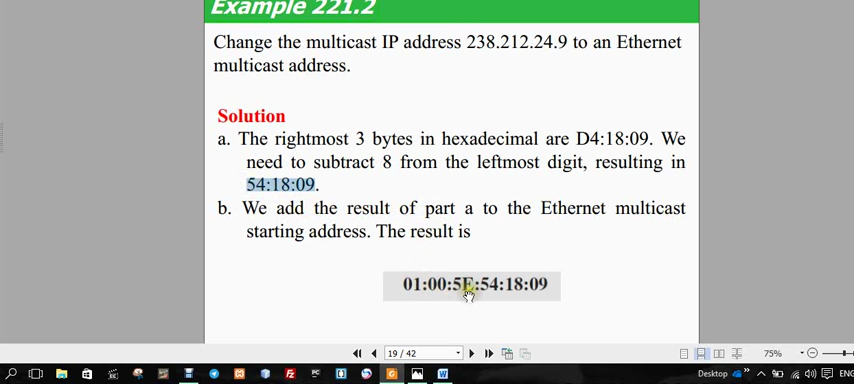 Example 221.2
Change the multicast IP address 238.212.24.9 to an Ethernet
multicast address.
Solution
a. The rightmost 3 bytes in hexadecimal are D4:18:09. We
need to subtract 8 from the leftmost digit, resulting in
54:18:09.
b. We add the result of part a to the Ethernet multicast
starting address. The result is
01:00:5E:54:18:09
19 / 42
75%
Desktop
ENG